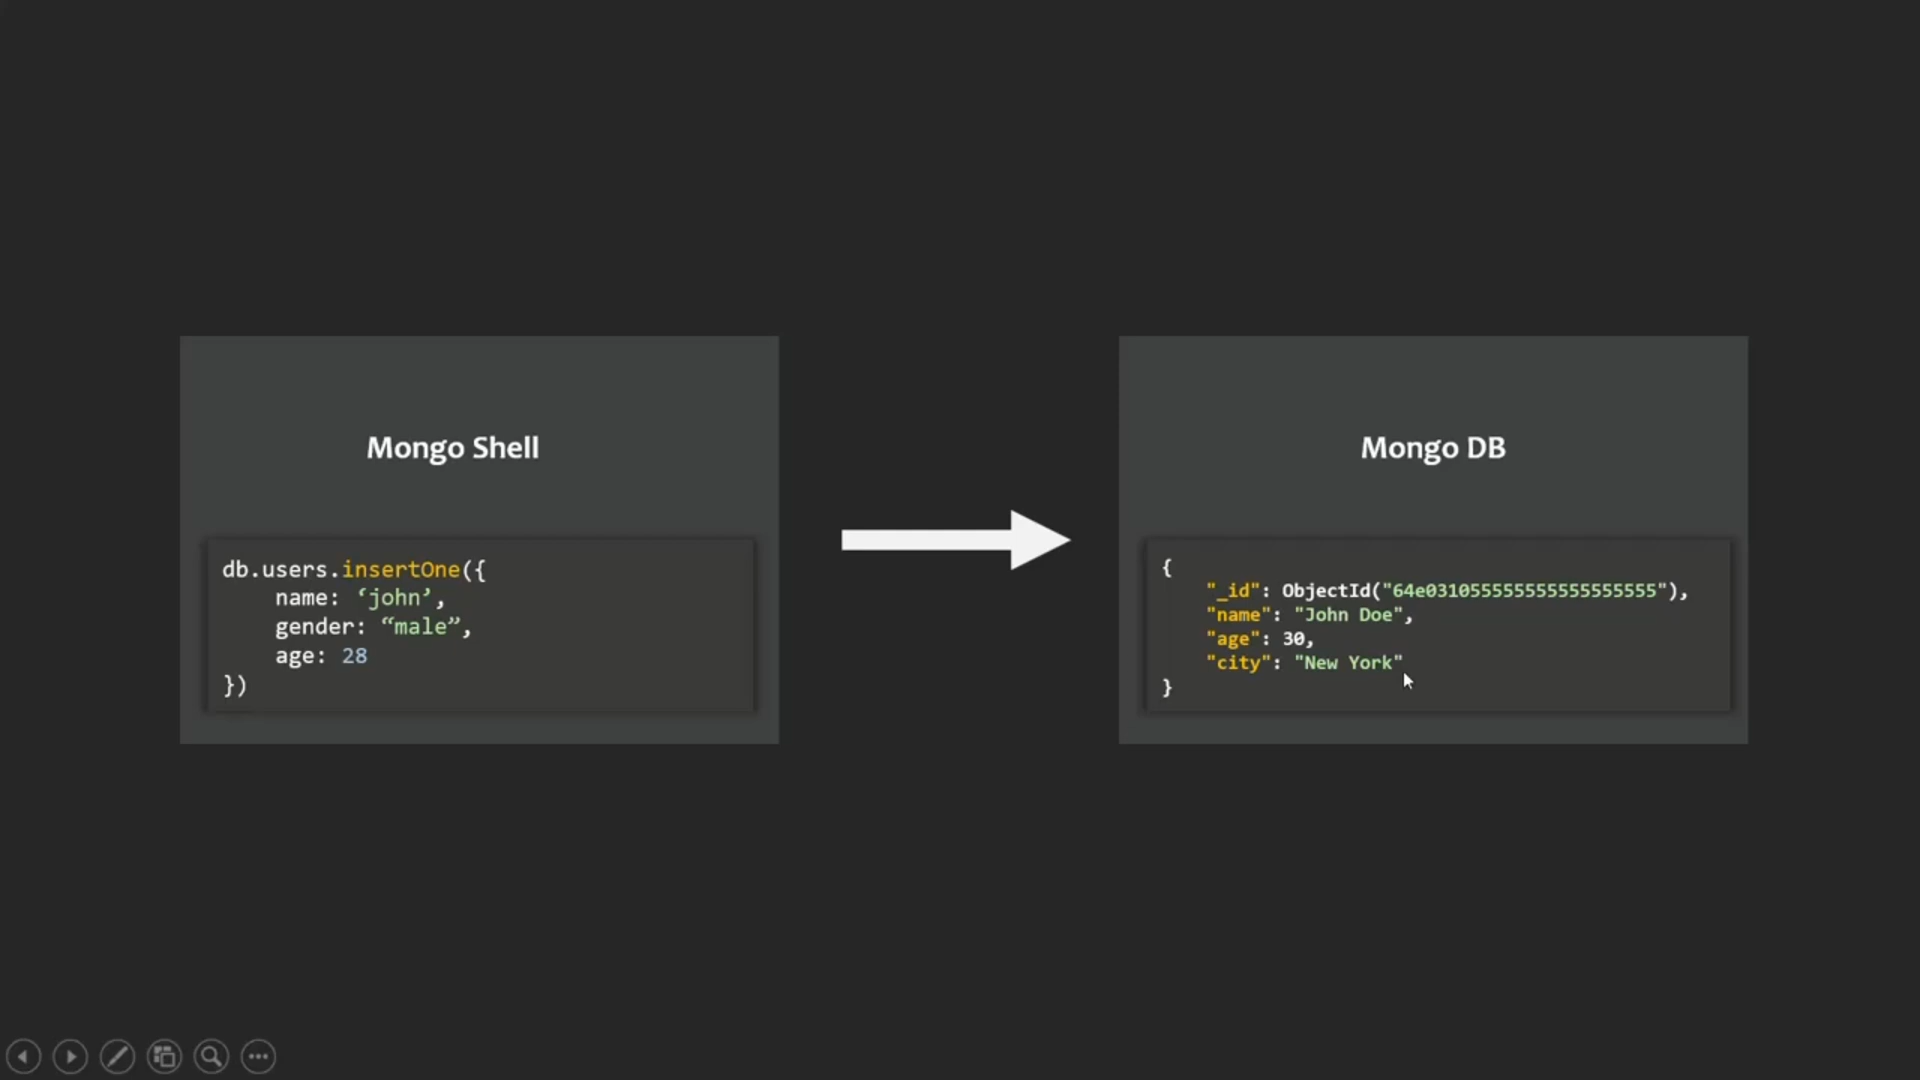 Mongo Shell
db.users.insertOne({
name: ‘john’,
gender: “male”,
age: 28
})
Mongo DB
{
"_id": ObjectId("64e031055555555555555555"),
"name": "John Doe",
"age": 30,
"city": "New York"
}